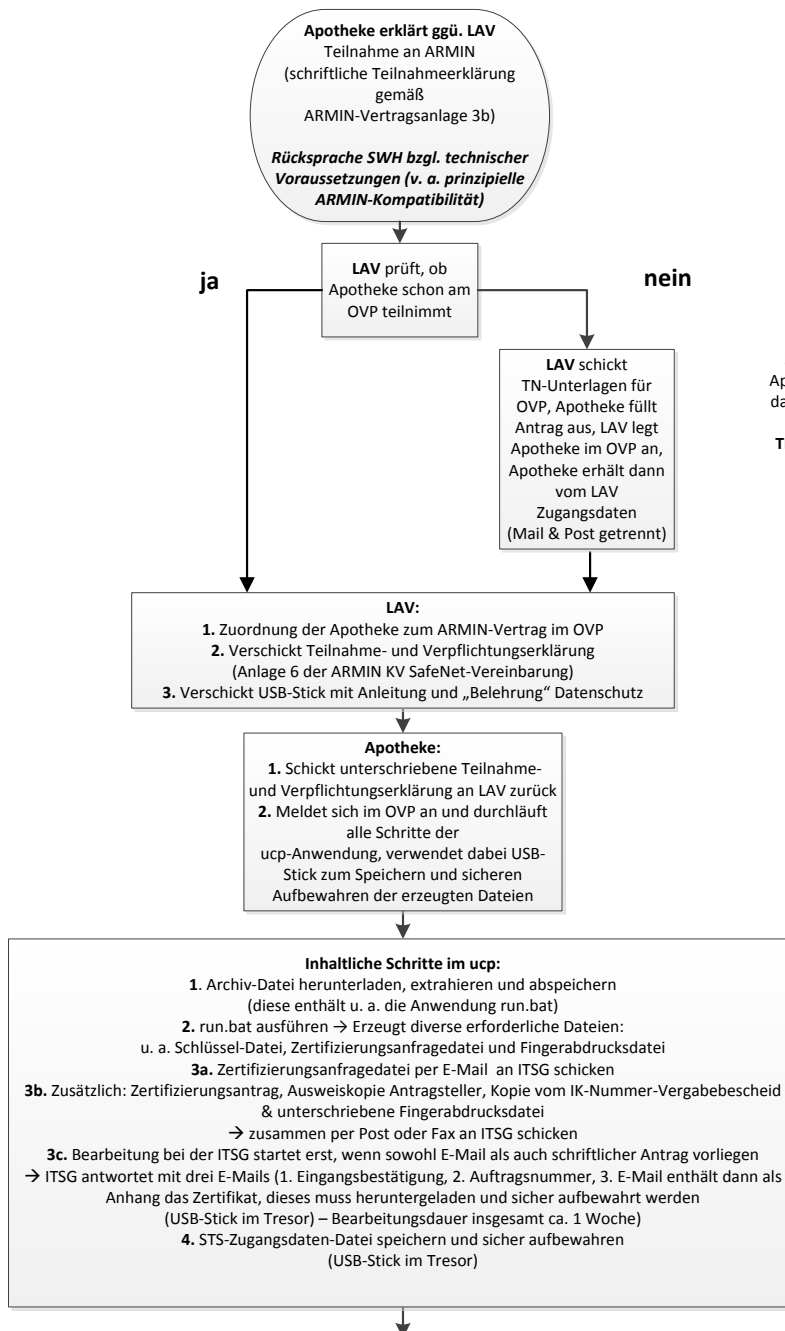 Apotheke erklärt ggü. LAV
Teilnahme an ARMIN
(schriftliche Teilnahmeerklärung
gemäß
ARMIN-Vertragsanlage 3b)
Rücksprache SWH bzgl. technischer
Voraussetzungen (v. a. prinzipielle
ARMIN-Kompatibilität)
ja
LAV prüft, ob
Apotheke schon am
OVP teilnimmt
nein
LAV schickt
TN-Unterlagen für
OVP, Apotheke füllt
Antrag aus, LAV legt
Apotheke im OVP an,
Apotheke erhält dann
vom LAV
Zugangsdaten
(Mail & Post getrennt)
LAV:
1. Zuordnung der Apotheke zum ARMIN-Vertrag im OVP
2. Verschickt Teilnahme- und Verpflichtungserklärung
(Anlage 6 der ARMIN KV SafeNet-Vereinbarung)
3. Verschickt USB-Stick mit Anleitung und „Belehrung“ Datenschutz
Apotheke:
1. Schickt unterschriebene Teilnahme-
und Verpflichtungserklärung an LAV zurück
2. Meldet sich im OVP an und durchläuft
alle Schritte der
ucp-Anwendung, verwendet dabei USB-
Stick zum Speichern und sicheren
Aufbewahren der erzeugten Dateien
Inhaltliche Schritte im ucp:
1. Archiv-Datei herunterladen, extrahieren und abspeichern
(diese enthält u. a. die Anwendung run.bat)
2. run.bat ausführen → Erzeugt diverse erforderliche Dateien:
u. a. Schlüssel-Datei, Zertifizierungsanfragedatei und Fingerabdrucksdatei
3a. Zertifizierungsanfragedatei per E-Mail an ITSG schicken
3b. Zusätzlich: Zertifizierungsantrag, Ausweiskopie Antragsteller, Kopie vom IK-Nummer-Vergabebescheid
& unterschriebene Fingerabdrucksdatei
→ zusammen per Post oder Fax an ITSG schicken
3c. Bearbeitung bei der ITSG startet erst, wenn sowohl E-Mail als auch schriftlicher Antrag vorliegen
→ ITSG antwortet mit drei E-Mails (1. Eingangsbestätigung, 2. Auftragsnummer, 3. E-Mail enthält dann als
Anhang das Zertifikat, dieses muss heruntergeladen und sicher aufbewahrt werden
(USB-Stick im Tresor) – Bearbeitungsdauer insgesamt ca. 1 Woche)
4. STS-Zugangsdaten-Datei speichern und sicher aufbewahren
(USB-Stick im Tresor)